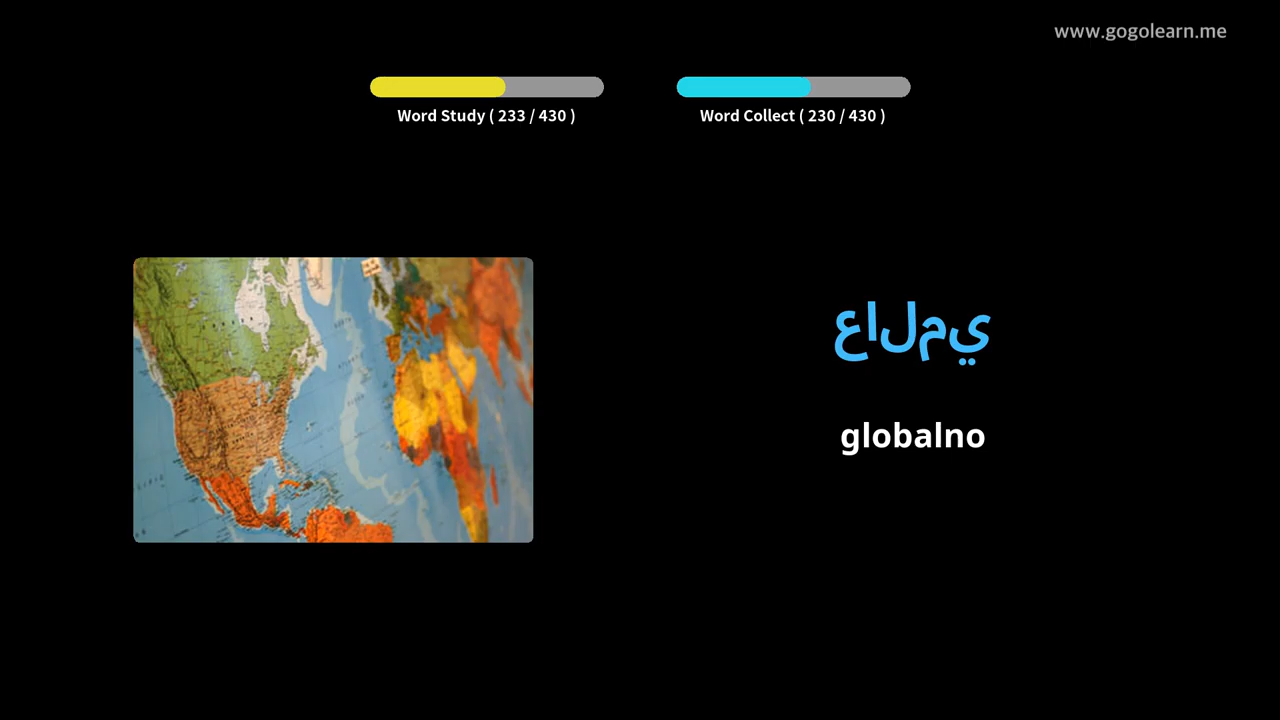 www.gogolearn.me
Word Study ( 233 / 430 )
Word Collect ( 230 / 430 )
عالمي
globalno